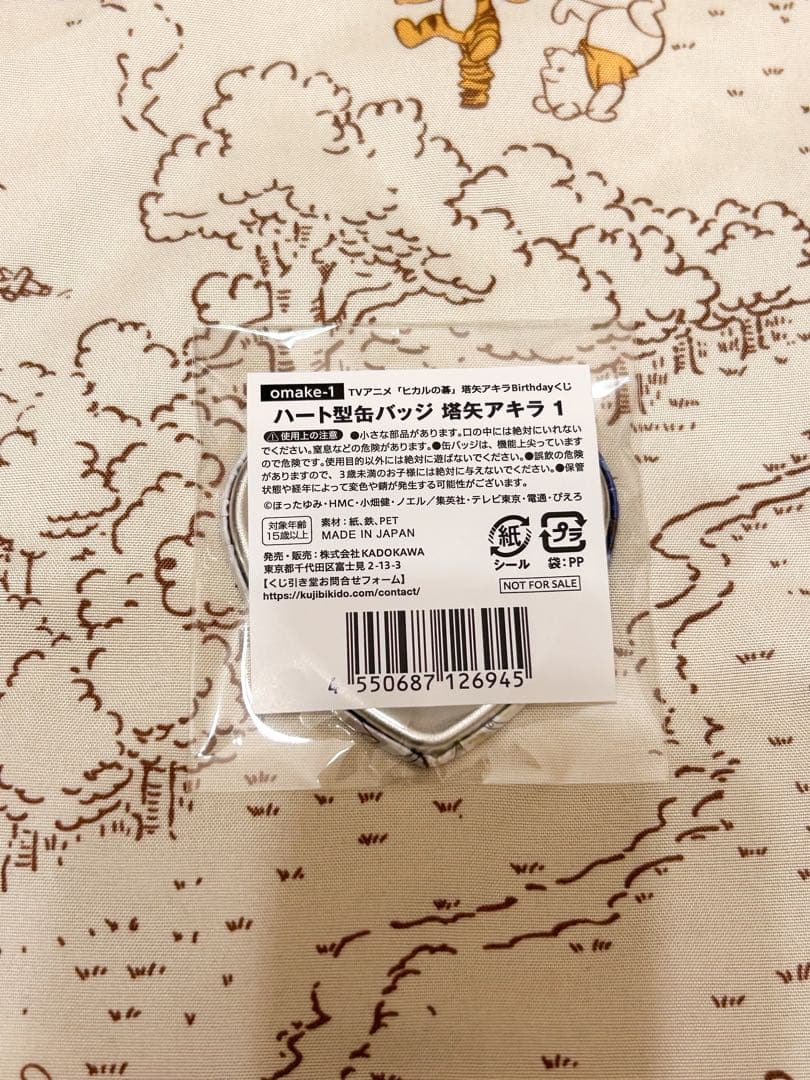 omake-1 TVアニメ「ヒカルの碁」塔矢アキラBirthdayくじ
ハート型缶バッジ 塔矢アキラ 1
使用上の注意 ●小さな部品があります。口の中には絶対にいれない
でください。窒息などの危険があります。●缶バッジは、機能上尖っています
ので危険です。使用目的以外には絶対に遊ばないでください。●誤飲の危険
がありますので、3歳未満のお子様には絶対に与えないでください。●保管
状態や経年によって変色や錆が発生する可能性がございます。
©ほったゆみ・HMC・小畑健・ノエル/集英社・テレビ東京・電通・ぴえろ
対象年齢
15歳以上
素材:紙、鉄、PET
MADE IN JAPAN
発売・販売:株式会社KADOKAWA
東京都千代田区富士見 2-13-3
【くじ引き堂お問合せフォーム】
https://kujibikido.com/contact/
紙
シール
プラ
袋:PP
NOT FOR SALE
4 550687 126945